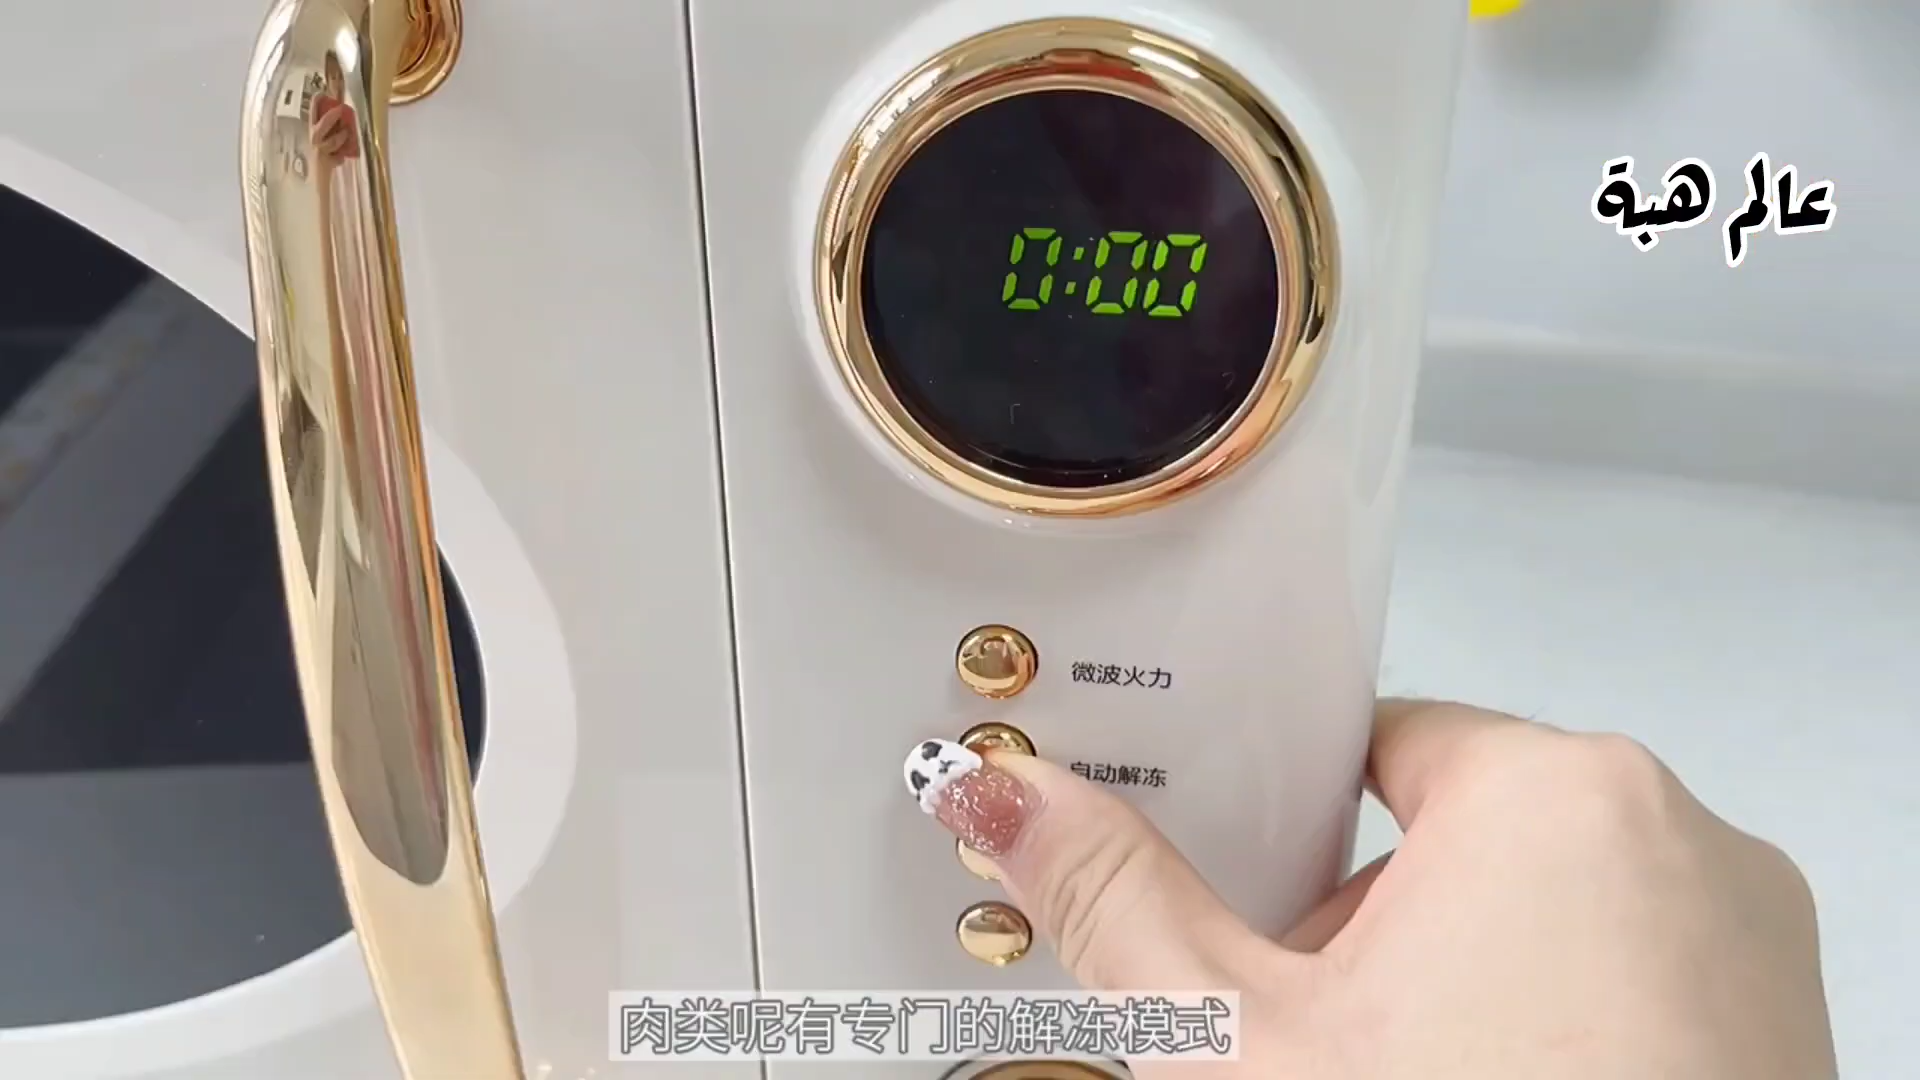 0:00
عالم هبة
微波火力
自动解冻
肉类呢有专门的解冻模式